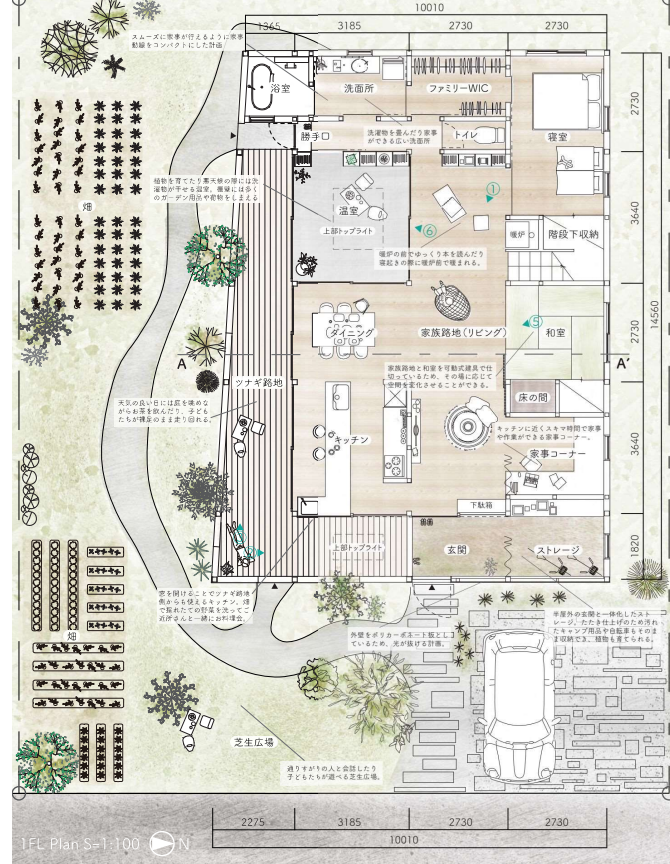 10010
1365 3185 2730 2730
スムーズに家事が行えるように家事
動線をコンパクトにした計画
浴室
洗面所
ファミリーWIC
寝室
勝手口
洗濯物を畳んだり家事
ができる広い洗面所
トイレ
植物を育てたり悪天候の際には洗
濯物が干せる温室。棚壁には多く
のガーデン用品や荷物をしまえる
畑
温室
上部トップライト
①
⑥
暖炉
階段下収納
暖炉の前でゆっくり本を読んだり
寝起きの際に暖炉前で暖まれる。
ダイニング
家族路地(リビング)
⑤
和室
A
A'
ツナギ路地
家族路地と和室を可動式建具で仕
切っているため、その場に応じて
空間を変化させることができる。
床の間
天気の良い日には庭を眺めな
がらお茶を飲んだり、子ども
たちが裸足のまま走り回れる。
キッチン
キッチンに近くスキマ時間で家事
や作業ができる家事コーナー。
家事コーナー
下駄箱
上部トップライト
玄関
ストレージ
2730
3640
2730
3640
1820
14560
窓を開けることでツナギ路地
側からも使えるキッチン。畑
で採れたての野菜を洗ってご
近所さんと一緒にお料理会。
半屋外の玄関と一体化したスト
レージ。たたき仕上げのため汚れ
たキャンプ用品や自転車もそのま
ま収納でき、植物も育てられる。
外壁をポリカーボネート板とし
ているため、光が抜ける計画。
畑
芝生広場
通りすがりの人と会話したり
子どもたちが遊べる芝生広場。
2275 3185 2730 2730
10010
1FL Plan S=1:100 N